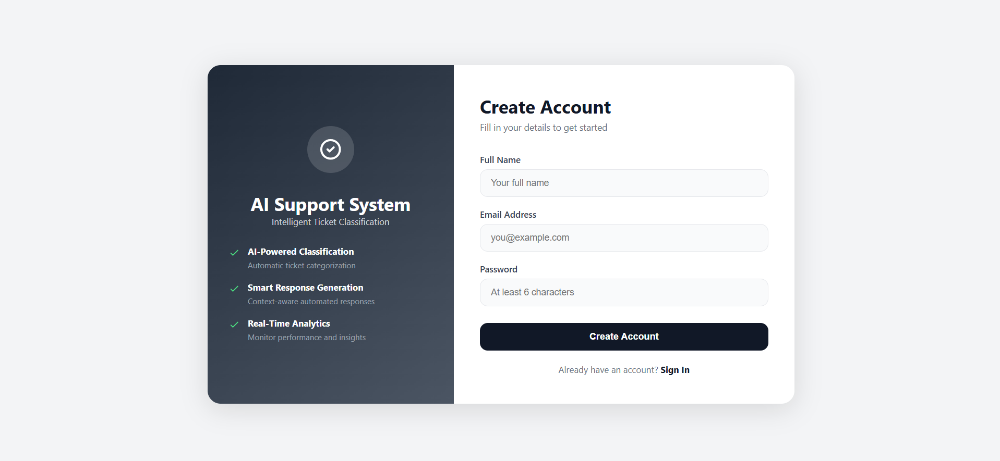 AI Support System
Intelligent Ticket Classification
AI-Powered Classification
Automatic ticket categorization
Smart Response Generation
Context-aware automated responses
Real-Time Analytics
Monitor performance and insights
Create Account
Fill in your details to get started
Full Name
Your full name
Email Address
you@example.com
Password
At least 6 characters
Create Account
Already have an account? Sign In